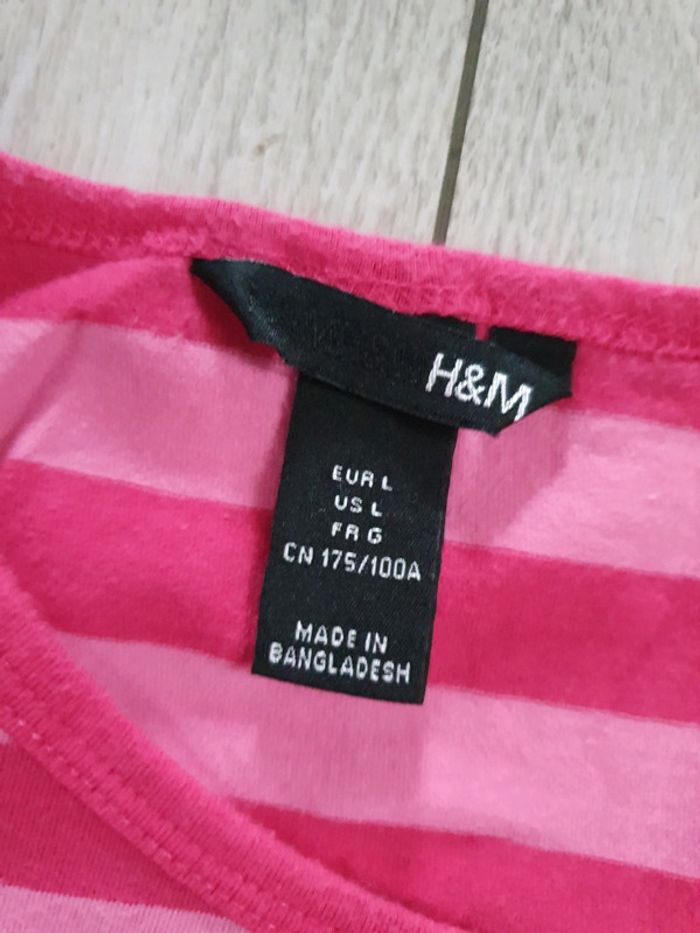 H&M
EUR L
US L
FR G
CN 175/100A
MADE IN
BANGLADESH